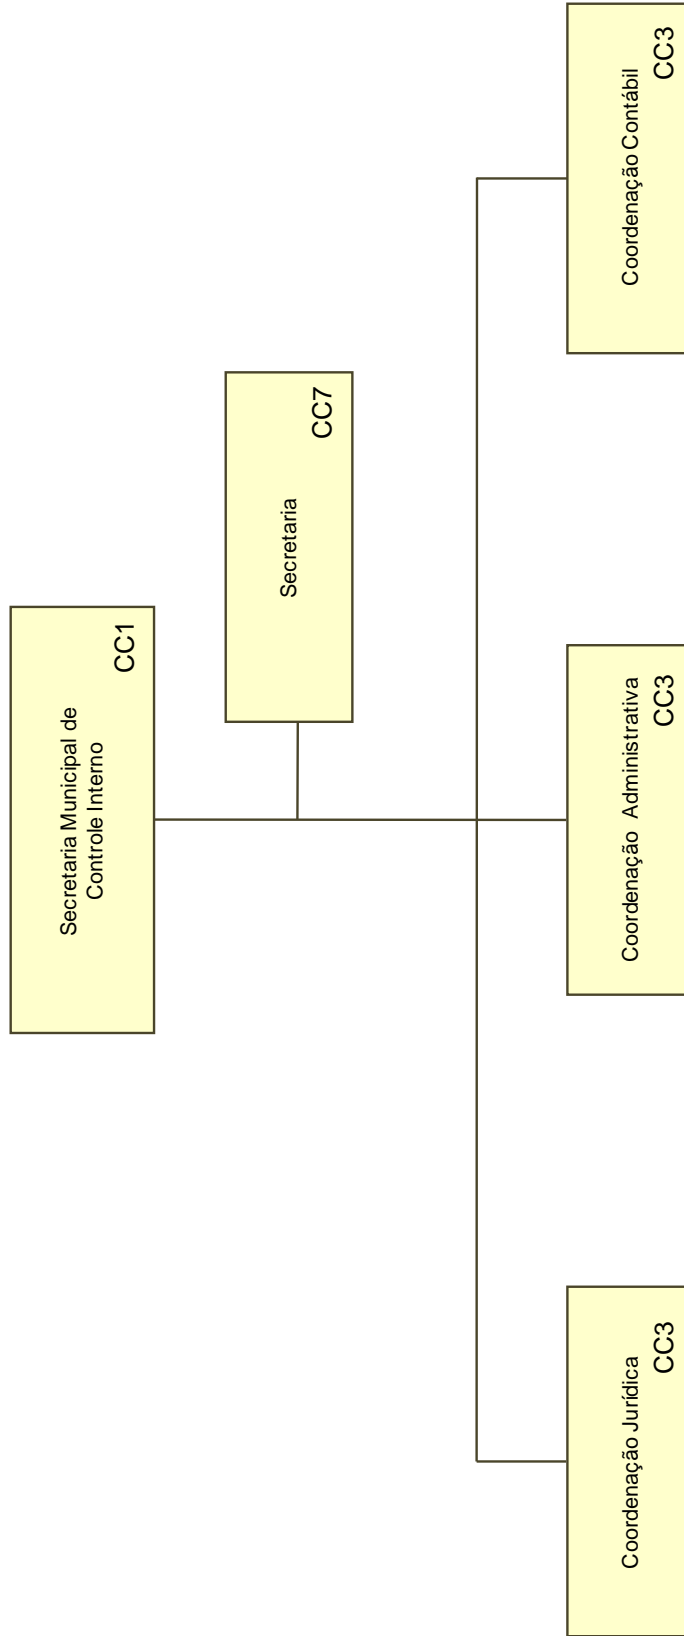 Secretaria Municipal de
Controle Interno
CC1
Secretaria
CC7
Coordenação Jurídica
CC3
Coordenação Administrativa
CC3
Coordenação Contábil
CC3